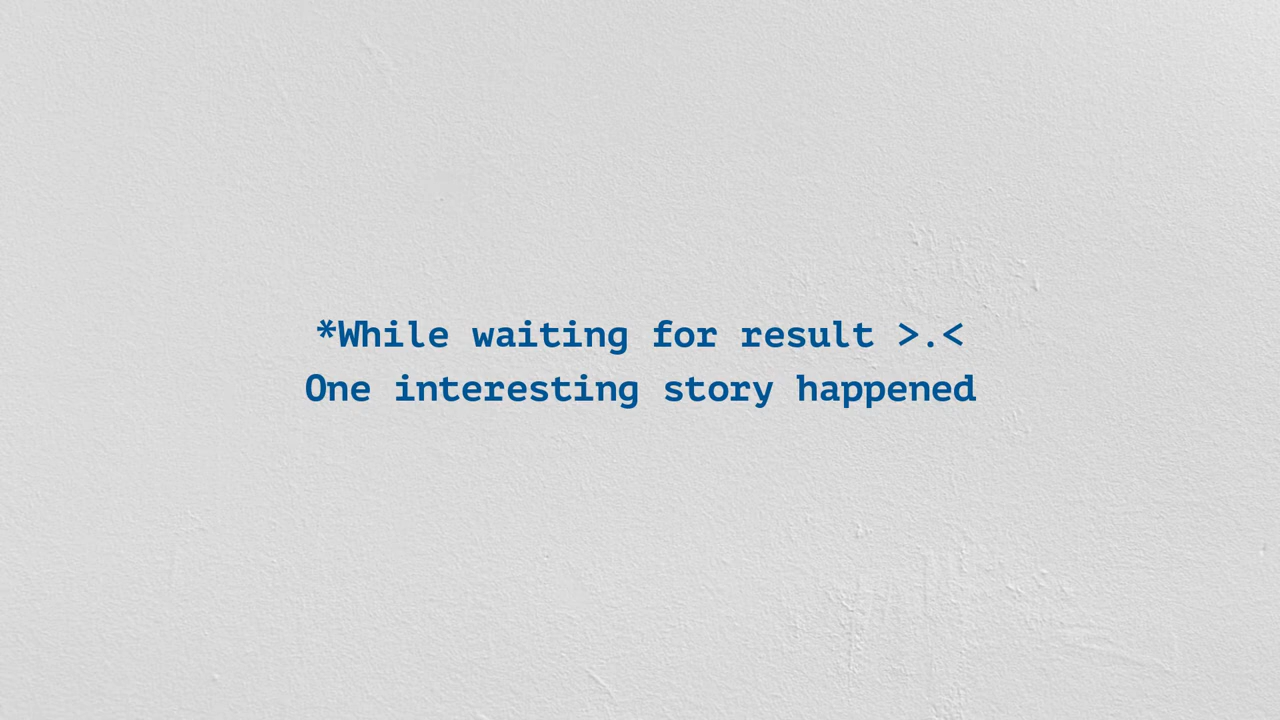 *While waiting for result >.<
One interesting story happened